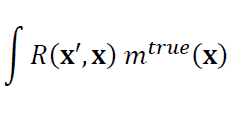 ∫ R(𝐱′, 𝐱) m^{true}(𝐱)